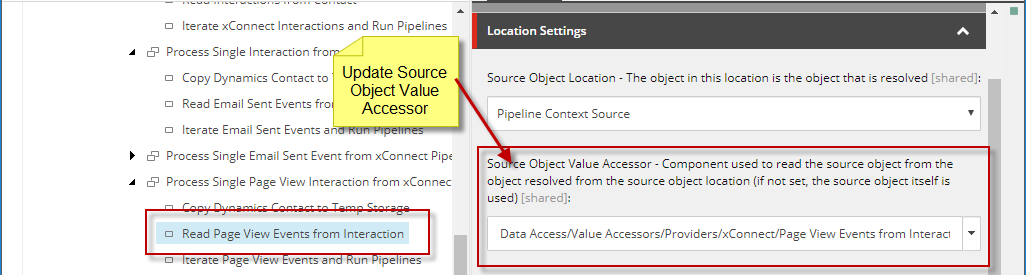 Read Interactions from Contact
Iterate xConnect Interactions and Run Pipelines
Process Single Interaction from
Copy Dynamics Contact to
Read Email Sent Events from
Iterate Email Sent Events and Run Pipelines
Process Single Email Sent Event from xConnect Pipe
Process Single Page View Interaction from xConnect
Copy Dynamics Contact to Temp Storage
Read Page View Events from Interaction
Iterate Page View Events and Run Pipelines
Update Source
Object Value
Accessor
Location Settings
Source Object Location - The object in this location is the object that is resolved [shared]:
Pipeline Context Source
Source Object Value Accessor - Component used to read the source object from the
object resolved from the source object location (if not set, the source object itself is
used) [shared]:
Data Access/Value Accessors/Providers/xConnect/Page View Events from Interact